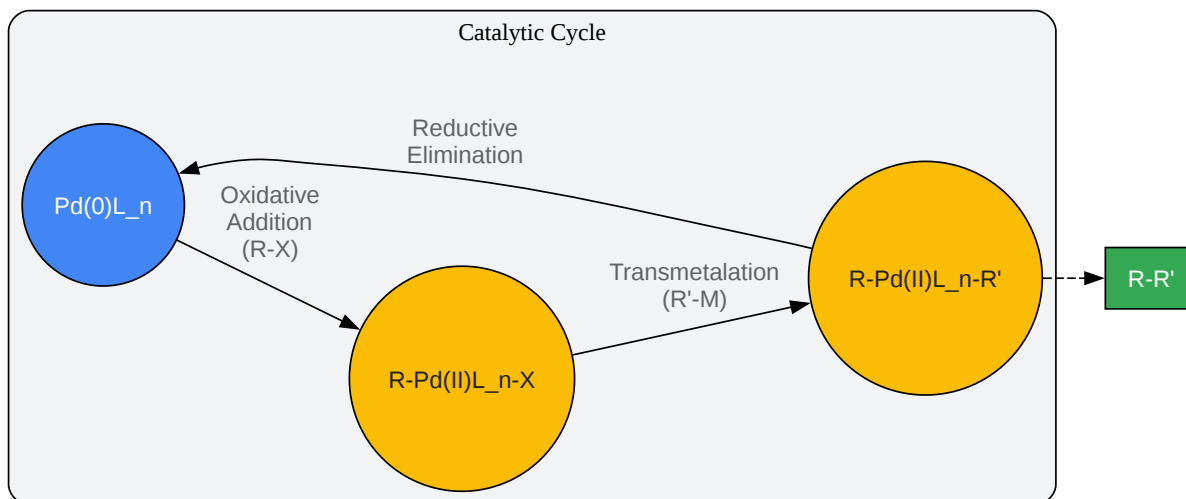 Catalytic Cycle
Reductive
Elimination
Pd(0)L_n
Oxidative
Addition
(R-X)
Transmetalation
(R'-M)
R-Pd(II)L_n-R'
R-R'
R-Pd(II)L_n-X